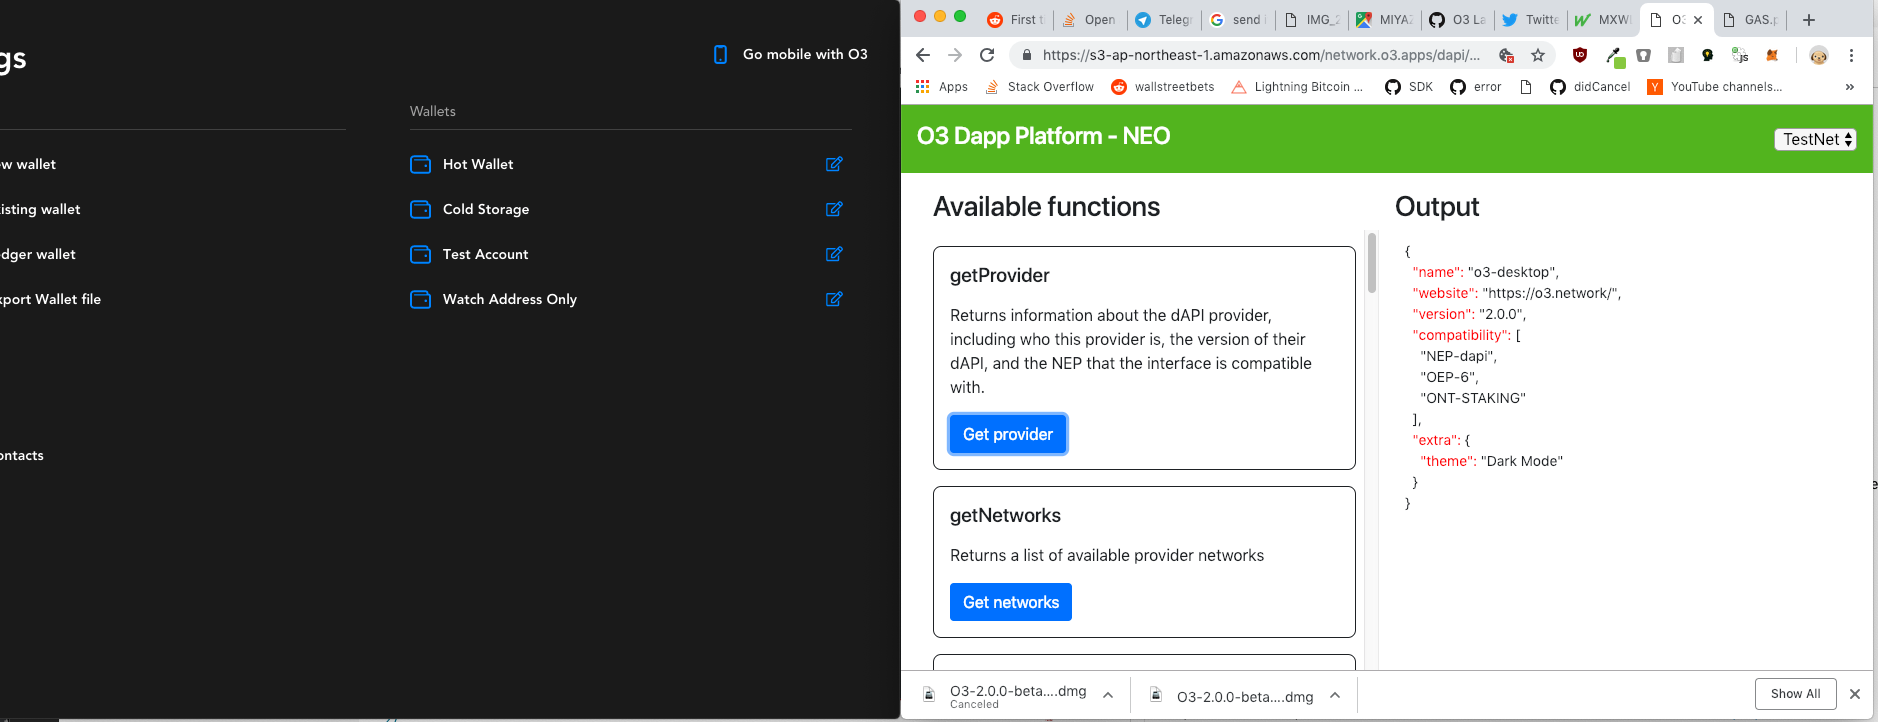 gs
Go mobile with O3
Wallets
w wallet
isting wallet
dger wallet
port Wallet file
ontacts
Hot Wallet
Cold Storage
Test Account
Watch Address Only
First t
Open
Telegr
send i
IMG_2
MIYAZ
O3 La
Twitte
MXW
O3
GAS.p
https://s3-ap-northeast-1.amazonaws.com/network.o3.apps/dapi/...
Apps
Stack Overflow
wallstreetbets
Lightning Bitcoin ...
SDK
error
didCancel
YouTube channels...
O3 Dapp Platform - NEO
TestNet
Available functions
getProvider
Returns information about the dAPI provider,
including who this provider is, the version of their
dAPI, and the NEP that the interface is compatible
with.
Get provider
getNetworks
Returns a list of available provider networks
Get networks
Output
{
"name": "o3-desktop",
"website": "https://o3.network/",
"version": "2.0.0",
"compatibility": [
"NEP-dapi",
"OEP-6",
"ONT-STAKING"
],
"extra": {
"theme": "Dark Mode"
}
}
O3-2.0.0-beta....dmg
Canceled
O3-2.0.0-beta....dmg
Show All